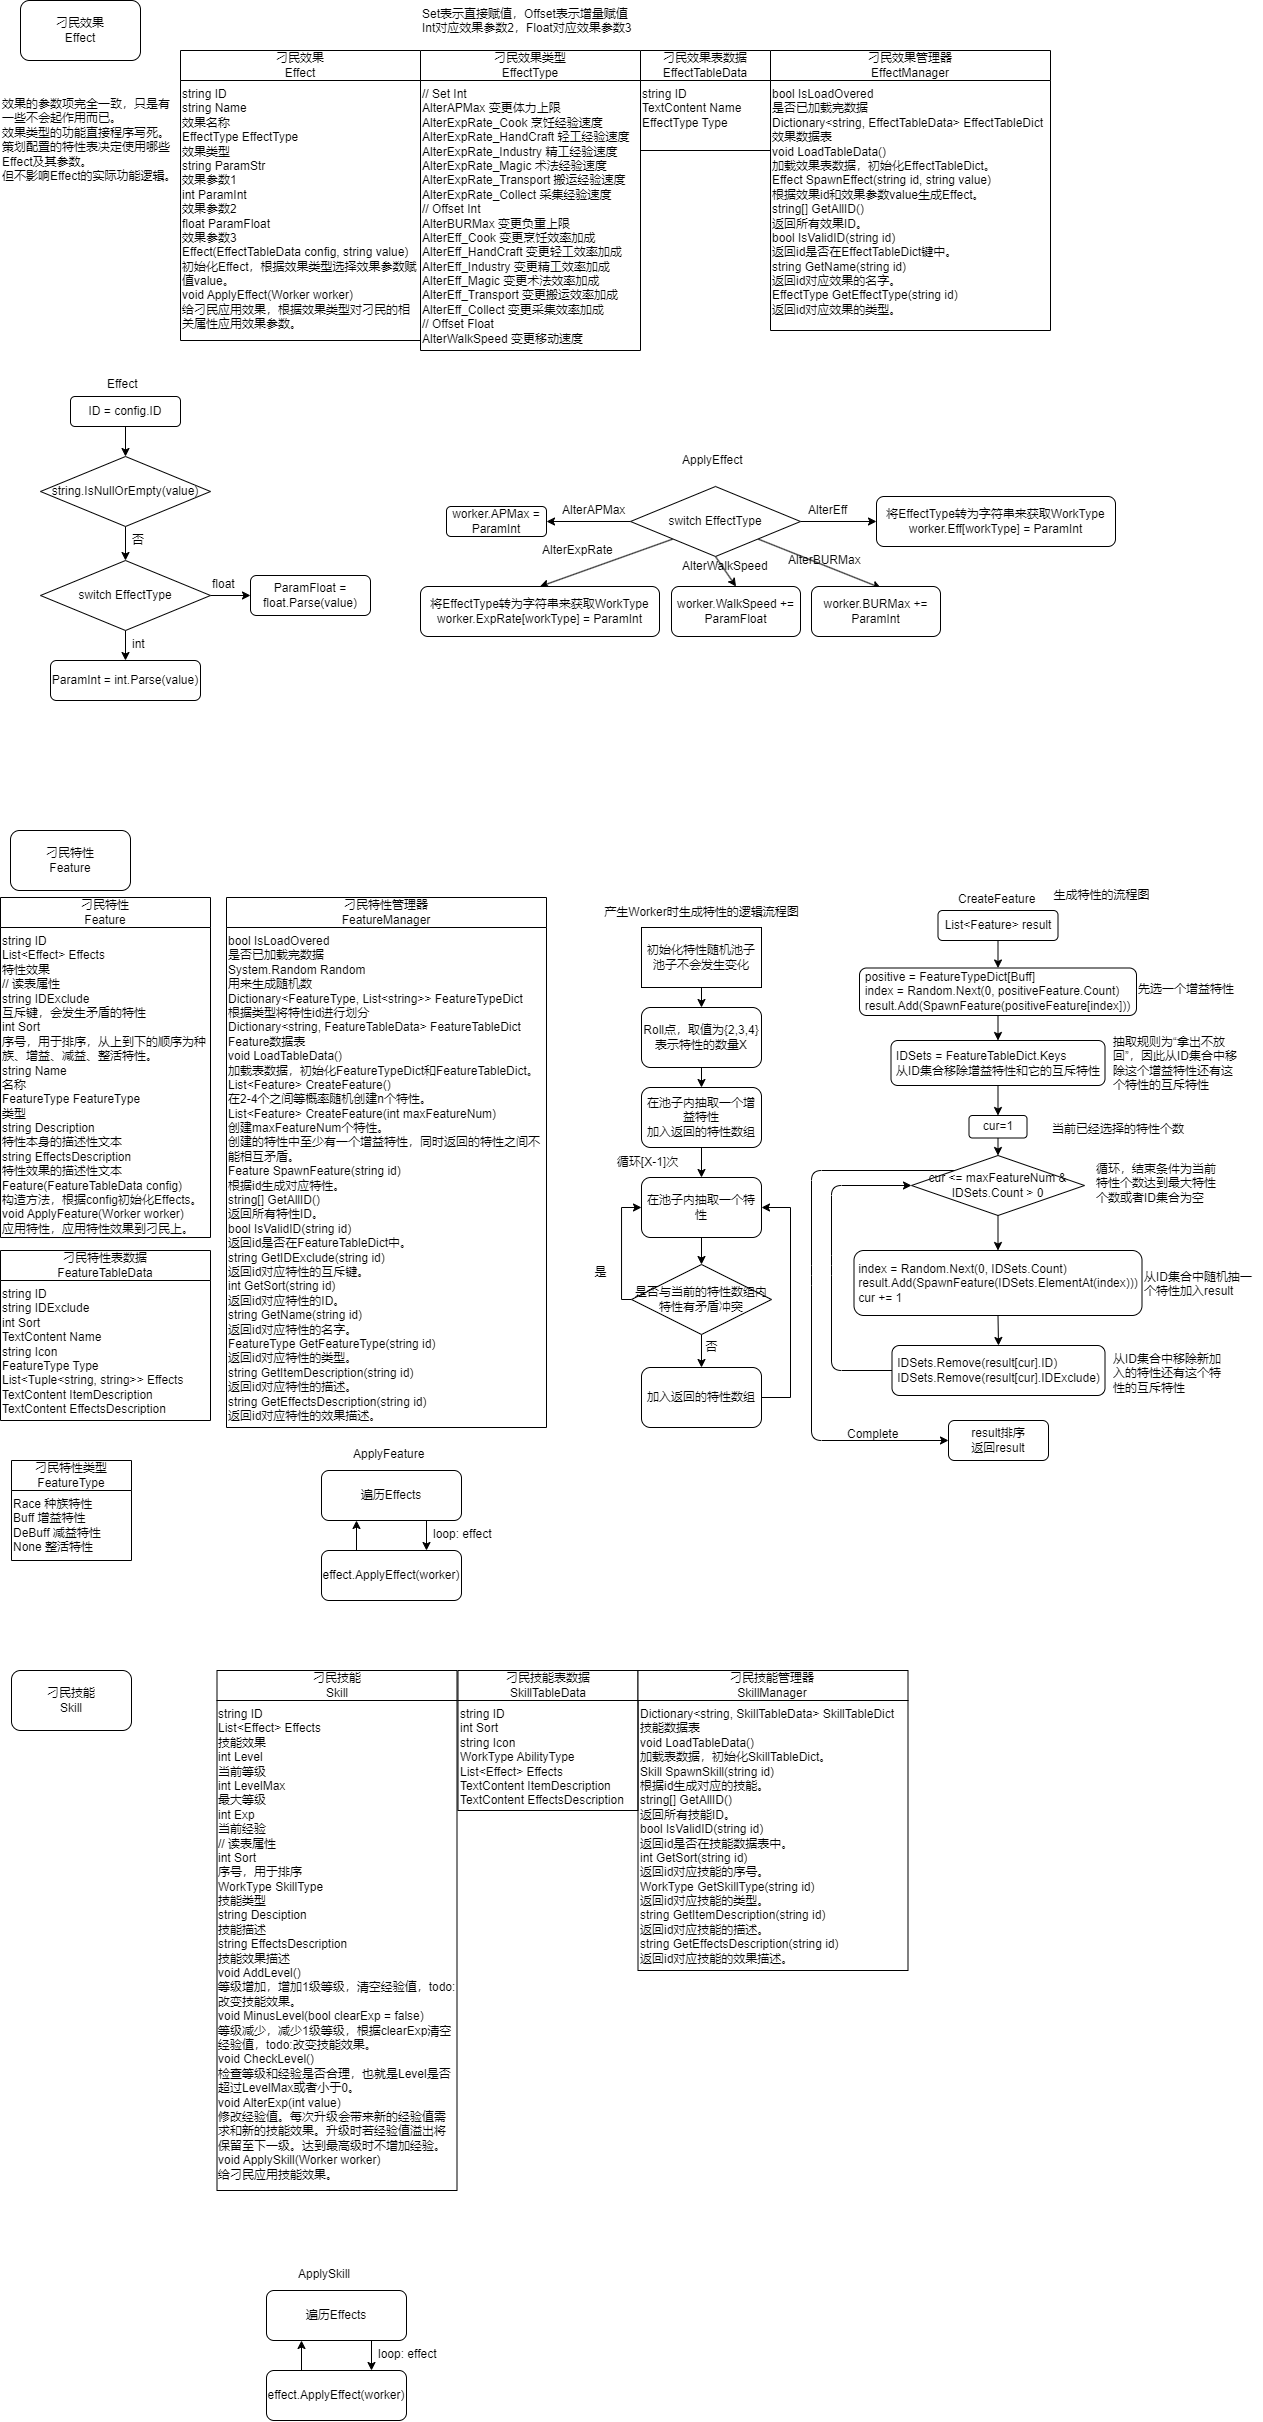 刁民效果
Effect
Set表示直接赋值，Offset表示增量赋值
Int对应效果参数2，Float对应效果参数3
效果的参数项完全一致，只是有
一些不会起作用而已。
效果类型的功能直接程序写死。
策划配置的特性表决定使用哪些
Effect及其参数。
但不影响Effect的实际功能逻辑。
刁民效果
Effect
string ID
string Name
效果名称
EffectType EffectType
效果类型
string ParamStr
效果参数1
int ParamInt
效果参数2
float ParamFloat
效果参数3
Effect(EffectTableData config, string value)
初始化Effect，根据效果类型选择效果参数赋
值value。
void ApplyEffect(Worker worker)
给刁民应用效果，根据效果类型对刁民的相
关属性应用效果参数。
刁民效果类型
EffectType
// Set Int
AlterAPMax 变更体力上限
AlterExpRate_Cook 烹饪经验速度
AlterExpRate_HandCraft 轻工经验速度
AlterExpRate_Industry 精工经验速度
AlterExpRate_Magic 术法经验速度
AlterExpRate_Transport 搬运经验速度
AlterExpRate_Collect 采集经验速度
// Offset Int
AlterBURMax 变更负重上限
AlterEff_Cook 变更烹饪效率加成
AlterEff_HandCraft 变更轻工效率加成
AlterEff_Industry 变更精工效率加成
AlterEff_Magic 变更术法效率加成
AlterEff_Transport 变更搬运效率加成
AlterEff_Collect 变更采集效率加成
// Offset Float
AlterWalkSpeed 变更移动速度
刁民效果表数据
EffectTableData
string ID
TextContent Name
EffectType Type
刁民效果管理器
EffectManager
bool IsLoadOvered
是否已加载完数据
Dictionary<string, EffectTableData> EffectTableDict
效果数据表
void LoadTableData()
加载效果表数据，初始化EffectTableDict。
Effect SpawnEffect(string id, string value)
根据效果id和效果参数value生成Effect。
string[] GetAllID()
返回所有效果ID。
bool IsValidID(string id)
返回id是否在EffectTableDict键中。
string GetName(string id)
返回id对应效果的名字。
EffectType GetEffectType(string id)
返回id对应效果的类型。
Effect
ID = config.ID
string.IsNullOrEmpty(value)
否
switch EffectType
float
ParamFloat =
float.Parse(value)
int
ParamInt = int.Parse(value)
ApplyEffect
worker.APMax =
ParamInt
AlterAPMax
switch EffectType
AlterEff
将EffectType转为字符串来获取WorkType
worker.Eff[workType] = ParamInt
AlterExpRate
AlterWalkSpeed
AlterBURMax
将EffectType转为字符串来获取WorkType
worker.ExpRate[workType] = ParamInt
worker.WalkSpeed +=
ParamFloat
worker.BURMax +=
ParamInt
刁民特性
Feature
刁民特性
Feature
string ID
List<Effect> Effects
特性效果
// 读表属性
string IDExclude
互斥键，会发生矛盾的特性
int Sort
序号，用于排序，从上到下的顺序为种
族、增益、减益、整活特性。
string Name
名称
FeatureType FeatureType
类型
string Description
特性本身的描述性文本
string EffectsDescription
特性效果的描述性文本
Feature(FeatureTableData config)
构造方法，根据config初始化Effects。
void ApplyFeature(Worker worker)
应用特性，应用特性效果到刁民上。
刁民特性表数据
FeatureTableData
string ID
string IDExclude
int Sort
TextContent Name
string Icon
FeatureType Type
List<Tuple<string, string>> Effects
TextContent ItemDescription
TextContent EffectsDescription
刁民特性类型
FeatureType
Race 种族特性
Buff 增益特性
DeBuff 减益特性
None 整活特性
刁民特性管理器
FeatureManager
bool IsLoadOvered
是否已加载完数据
System.Random Random
用来生成随机数
Dictionary<FeatureType, List<string>> FeatureTypeDict
根据类型将特性id进行划分
Dictionary<string, FeatureTableData> FeatureTableDict
Feature数据表
void LoadTableData()
加载表数据，初始化FeatureTypeDict和FeatureTableDict。
List<Feature> CreateFeature()
在2-4个之间等概率随机创建n个特性。
List<Feature> CreateFeature(int maxFeatureNum)
创建maxFeatureNum个特性。
创建的特性中至少有一个增益特性，同时返回的特性之间不
能相互矛盾。
Feature SpawnFeature(string id)
根据id生成对应特性。
string[] GetAllID()
返回所有特性ID。
bool IsValidID(string id)
返回id是否在FeatureTableDict中。
string GetIDExclude(string id)
返回id对应特性的互斥键。
int GetSort(string id)
返回id对应特性的ID。
string GetName(string id)
返回id对应特性的名字。
FeatureType GetFeatureType(string id)
返回id对应特性的类型。
string GetItemDescription(string id)
返回id对应特性的描述。
string GetEffectsDescription(string id)
返回id对应特性的效果描述。
ApplyFeature
遍历Effects
loop: effect
effect.ApplyEffect(worker)
产生Worker时生成特性的逻辑流程图
初始化特性随机池子
池子不会发生变化
Roll点，取值为{2,3,4}
表示特性的数量X
在池子内抽取一个增
益特性
加入返回的特性数组
循环[X-1]次
在池子内抽取一个特
性
是
是否与当前的特性数组内
特性有矛盾冲突
否
加入返回的特性数组
CreateFeature
生成特性的流程图
List<Feature> result
positive = FeatureTypeDict[Buff]
index = Random.Next(0, positiveFeature.Count)
result.Add(SpawnFeature(positiveFeature[index]))
先选一个增益特性
IDSets = FeatureTableDict.Keys
从ID集合移除增益特性和它的互斥特性
抽取规则为“拿出不放
回”，因此从ID集合中移
除这个增益特性还有这
个特性的互斥特性
cur=1
当前已经选择的特性个数
cur <= maxFeatureNum &
IDSets.Count > 0
循环，结束条件为当前
特性个数达到最大特性
个数或者ID集合为空
index = Random.Next(0, IDSets.Count)
result.Add(SpawnFeature(IDSets.ElementAt(index)))
cur += 1
从ID集合中随机抽一
个特性加入result
IDSets.Remove(result[cur].ID)
IDSets.Remove(result[cur].IDExclude)
从ID集合中移除新加
入的特性还有这个特
性的互斥特性
Complete
result排序
返回result
刁民技能
Skill
刁民技能
Skill
string ID
List<Effect> Effects
技能效果
int Level
当前等级
int LevelMax
最大等级
int Exp
当前经验
// 读表属性
int Sort
序号，用于排序
WorkType SkillType
技能类型
string Desciption
技能描述
string EffectsDescription
技能效果描述
void AddLevel()
等级增加，增加1级等级，清空经验值，todo:
改变技能效果。
void MinusLevel(bool clearExp = false)
等级减少，减少1级等级，根据clearExp清空
经验值，todo:改变技能效果。
void CheckLevel()
检查等级和经验是否合理，也就是Level是否
超过LevelMax或者小于0。
void AlterExp(int value)
修改经验值。每次升级会带来新的经验值需
求和新的技能效果。升级时若经验值溢出将
保留至下一级。达到最高级时不增加经验。
void ApplySkill(Worker worker)
给刁民应用技能效果。
刁民技能表数据
SkillTableData
string ID
int Sort
string Icon
WorkType AbilityType
List<Effect> Effects
TextContent ItemDescription
TextContent EffectsDescription
刁民技能管理器
SkillManager
Dictionary<string, SkillTableData> SkillTableDict
技能数据表
void LoadTableData()
加载表数据，初始化SkillTableDict。
Skill SpawnSkill(string id)
根据id生成对应的技能。
string[] GetAllID()
返回所有技能ID。
bool IsValidID(string id)
返回id是否在技能数据表中。
int GetSort(string id)
返回id对应技能的序号。
WorkType GetSkillType(string id)
返回id对应技能的类型。
string GetItemDescription(string id)
返回id对应技能的描述。
string GetEffectsDescription(string id)
返回id对应技能的效果描述。
ApplySkill
遍历Effects
loop: effect
effect.ApplyEffect(worker)